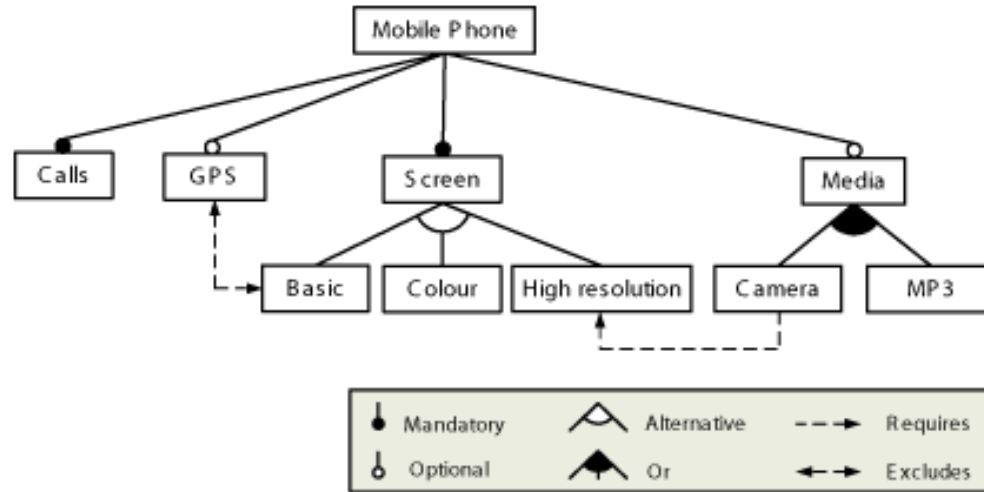 Mobile Phone
Calls
GPS
Screen
Media
Basic
Colour
High resolution
Camera
MP3
Mandatory
Alternative
Requires
Optional
Or
Excludes